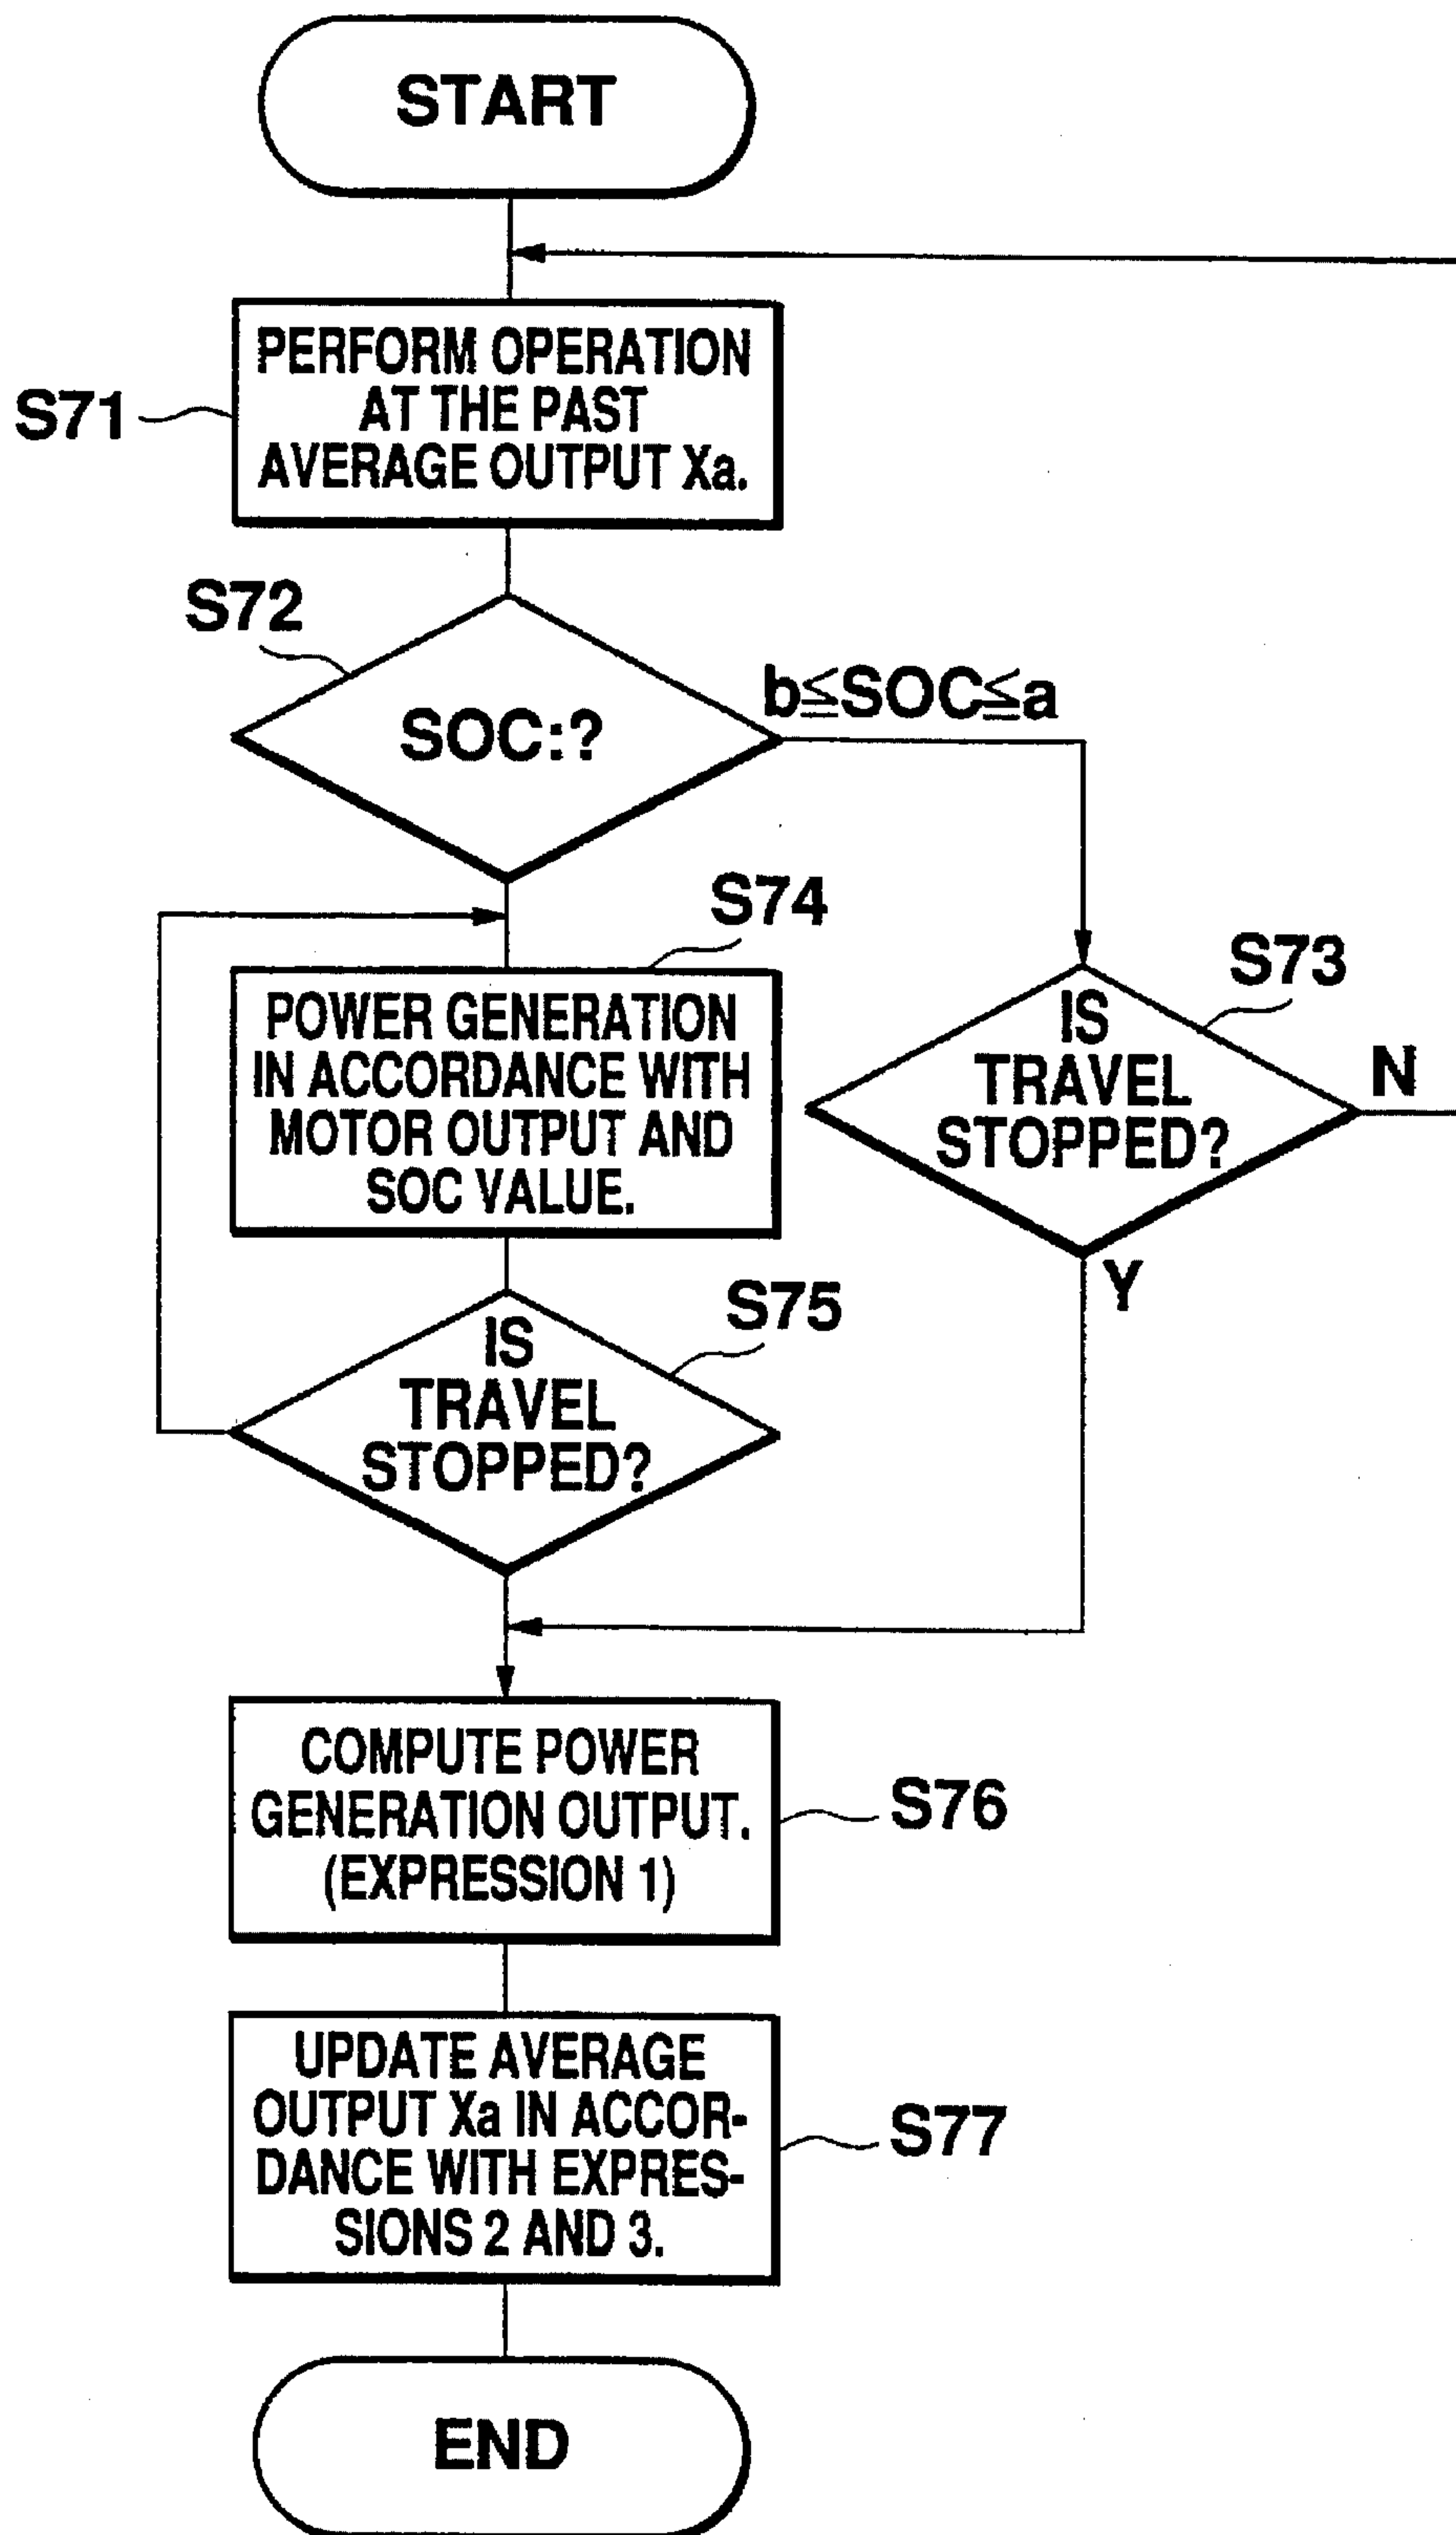 START
S71
PERFORM OPERATION
AT THE PAST
AVERAGE OUTPUT Xa.
S72
SOC:?
b≦SOC≦a
S74
POWER GENERATION
IN ACCORDANCE WITH
MOTOR OUTPUT AND
SOC VALUE.
S73
IS
TRAVEL
STOPPED?
N
Y
S75
IS
TRAVEL
STOPPED?
COMPUTE POWER
GENERATION OUTPUT.
(EXPRESSION 1)
S76
UPDATE AVERAGE
OUTPUT Xa IN ACCOR-
DANCE WITH EXPRES-
SIONS 2 AND 3.
S77
END